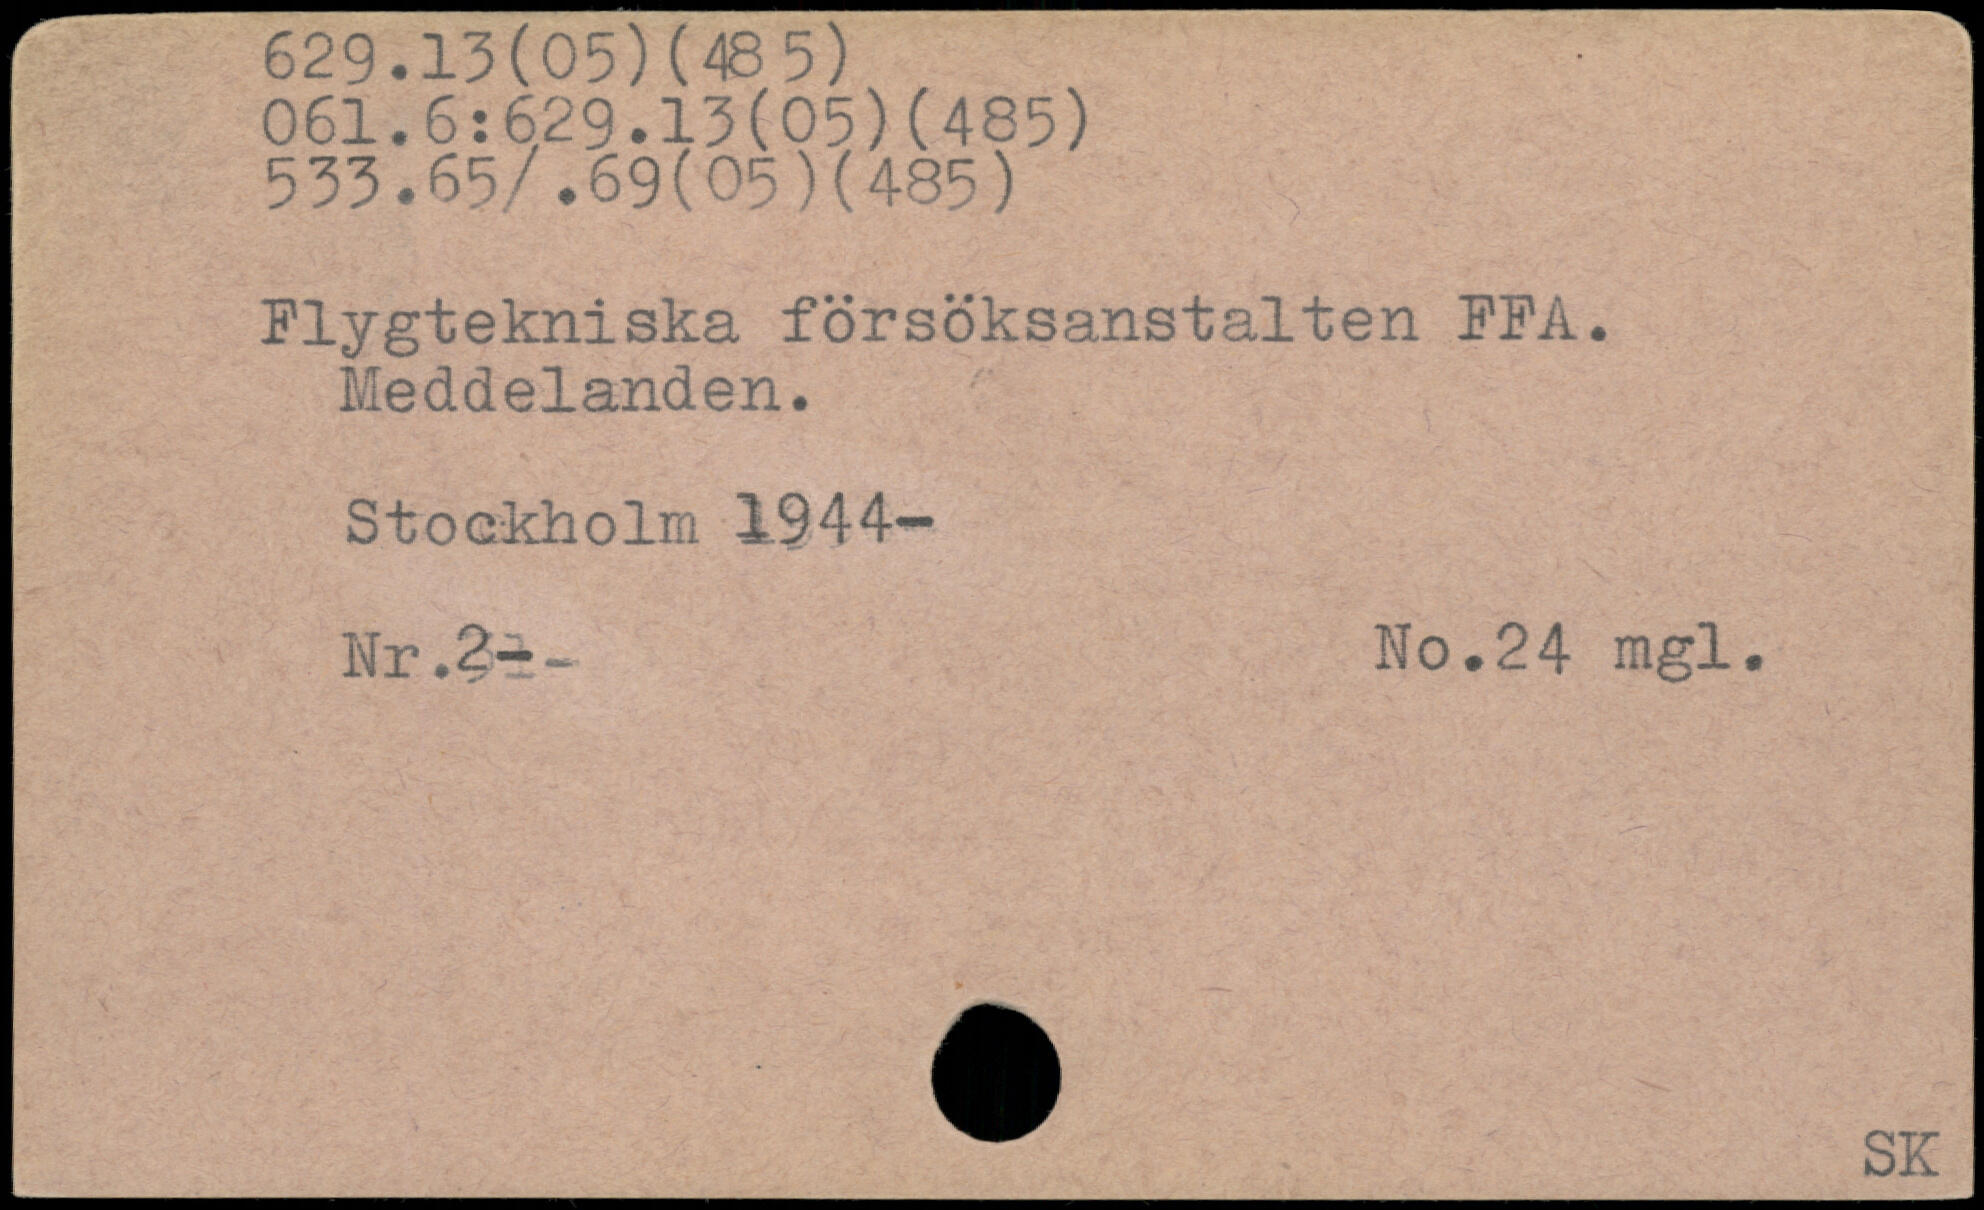 629.13(05)(485)
061.6:629.13(05)(485)
533.65/.69(05)(485)
Flygtekniska försöksanstalten FFA.
Meddelanden.
Stockholm 1944-
Nr.2-
No.24 mgl.
SK